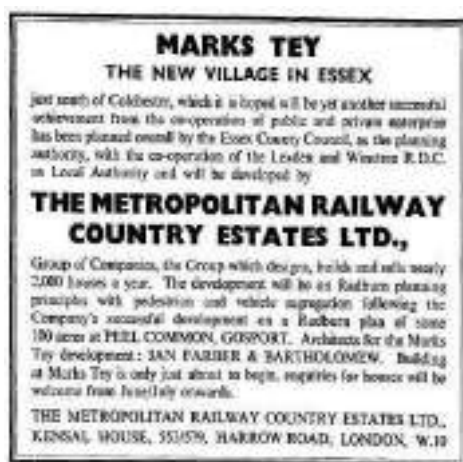 MARKS TEY
THE NEW VILLAGE IN ESSEX
just south of Colchester, which it is hoped will be yet another successful
achievement from the co-operation of public and private enterprise
has been planned overall by the Essex County Council, as the planning
authority, with the co-operation of the Lexden and Winstree R.D.C.
as Local Authority and will be developed by
THE METROPOLITAN RAILWAY
COUNTRY ESTATES LTD.,
Group of Companies, the Group which designs, builds and sells nearly
2,000 houses a year. The development will be on Radburn planning
principles with pedestrian and vehicle segregation following the
Company's successful development on a Radburn plan of some
100 acres at PEEL COMMON, GOSPORT. Architects for the Marks
Tey development: IAN FARBER & BARTHOLOMEW. Building
at Marks Tey is only just about to begin, enquiries for houses will be
welcome from June/July onwards.
THE METROPOLITAN RAILWAY COUNTRY ESTATES LTD.,
KENSAL HOUSE, 553/579, HARROW ROAD, LONDON, W.10